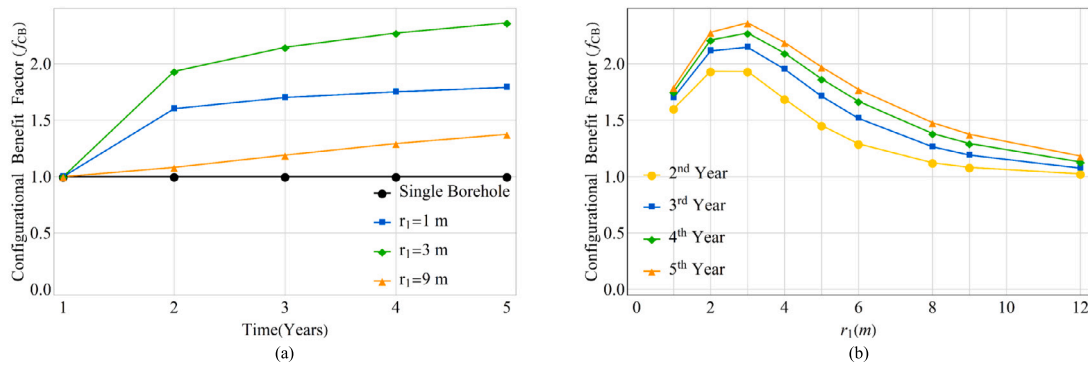 Configurational Benefit Factor (f_CB)
2.0
1.5
1.0
0.5
0.0
Single Borehole
r₁=1 m
r₁=3 m
r₁=9 m
1 2 3 4 5
Time(Years)
(a)
Configurational Benefit Factor (f_CB)
2.0
1.5
1.0
0.5
0.0
2nd Year
3rd Year
4th Year
5th Year
0 2 4 6 8 10 12
r₁(m)
(b)